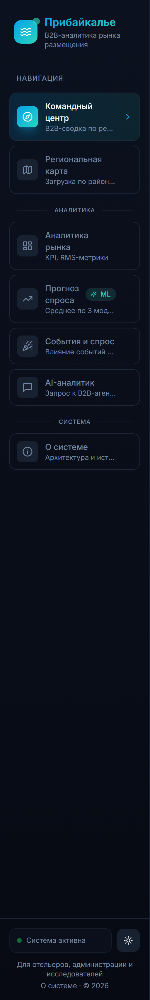 Прибайкалье
B2B-аналитика рынка
размещения
НАВИГАЦИЯ
Командный
центр
B2B-сводка по ре...
Региональная
карта
Загрузка по район...
АНАЛИТИКА
Аналитика
рынка
KPI, RMS-метрики
Прогноз
спроса
ML
Среднее по 3 мод...
События и спрос
Влияние событий ...
AI-аналитик
Запрос к B2B-аген...
СИСТЕМА
О системе
Архитектура и ист...
Система активна
Для отельеров, администрации и
исследователей
О системе · © 2026